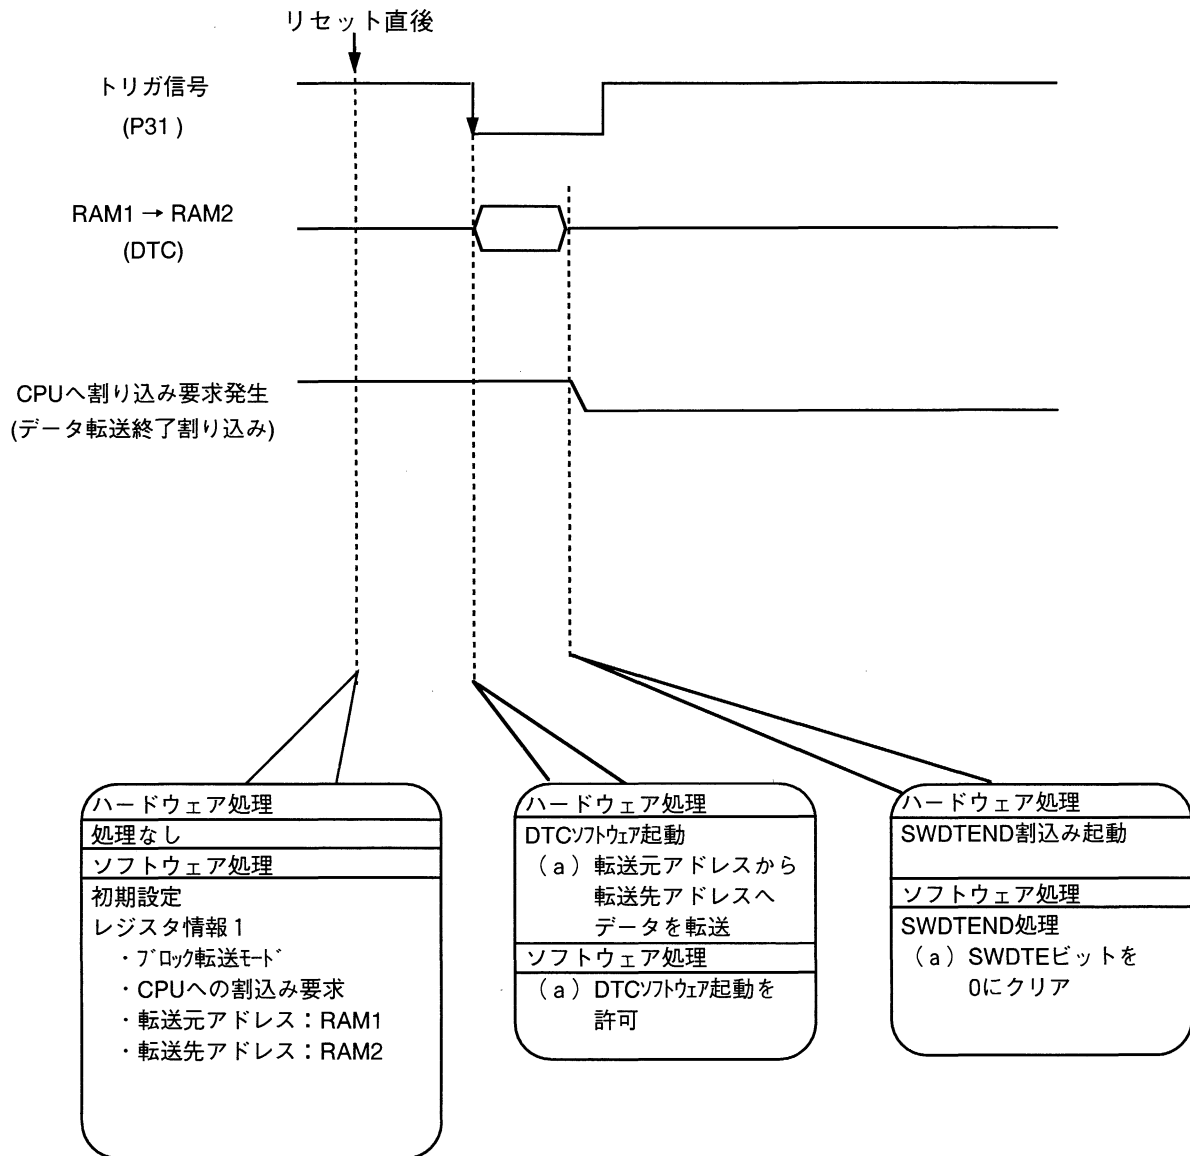 リセット直後
トリガ信号
(P31)
RAM1 → RAM2
(DTC)
CPUへ割り込み要求発生
(データ転送終了割り込み)
ハードウェア処理
処理なし
ソフトウェア処理
初期設定
レジスタ情報1
・ﾌﾞﾛｯｸ転送ﾓｰﾄﾞ
・CPUへの割込み要求
・転送元アドレス：RAM1
・転送先アドレス：RAM2
ハードウェア処理
DTCｿﾌﾄｳｪｱ起動
（a）転送元アドレスから
転送先アドレスへ
データを転送
ソフトウェア処理
（a）DTCｿﾌﾄｳｪｱ起動を
許可
ハードウェア処理
SWDTEND割込み起動
ソフトウェア処理
SWDTEND処理
（a）SWDTEビットを
0にクリア